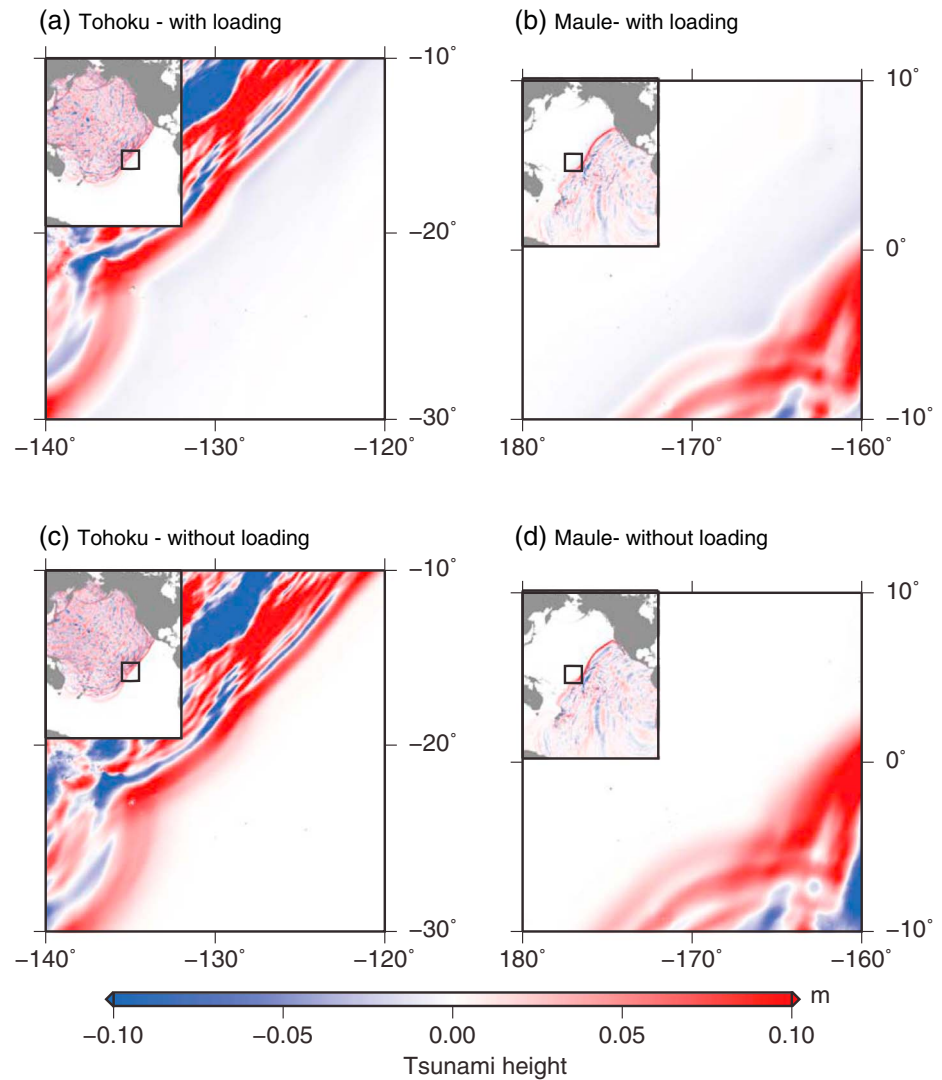 (a) Tohoku - with loading
(b) Maule- with loading
−10˚
10˚
−20˚
0˚
−30˚
−10˚
−140˚ −130˚ −120˚
180˚ −170˚ −160˚
(c) Tohoku - without loading
(d) Maule- without loading
−10˚
10˚
−20˚
0˚
−30˚
−10˚
−140˚ −130˚ −120˚
180˚ −170˚ −160˚
m
−0.10 −0.05 0.00 0.05 0.10
Tsunami height